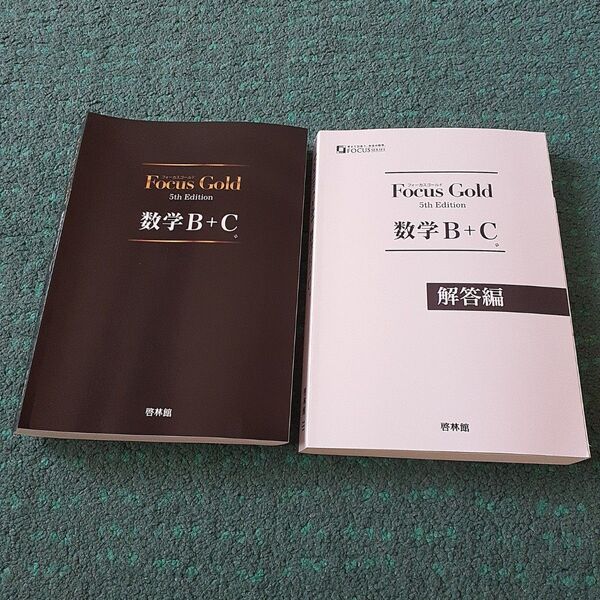 フォーカスゴールド
Focus Gold
5th Edition
数学B+C
啓林館
FOCUS SERIES
フォーカスゴールド
Focus Gold
5th Edition
数学B+C
解答編
啓林館